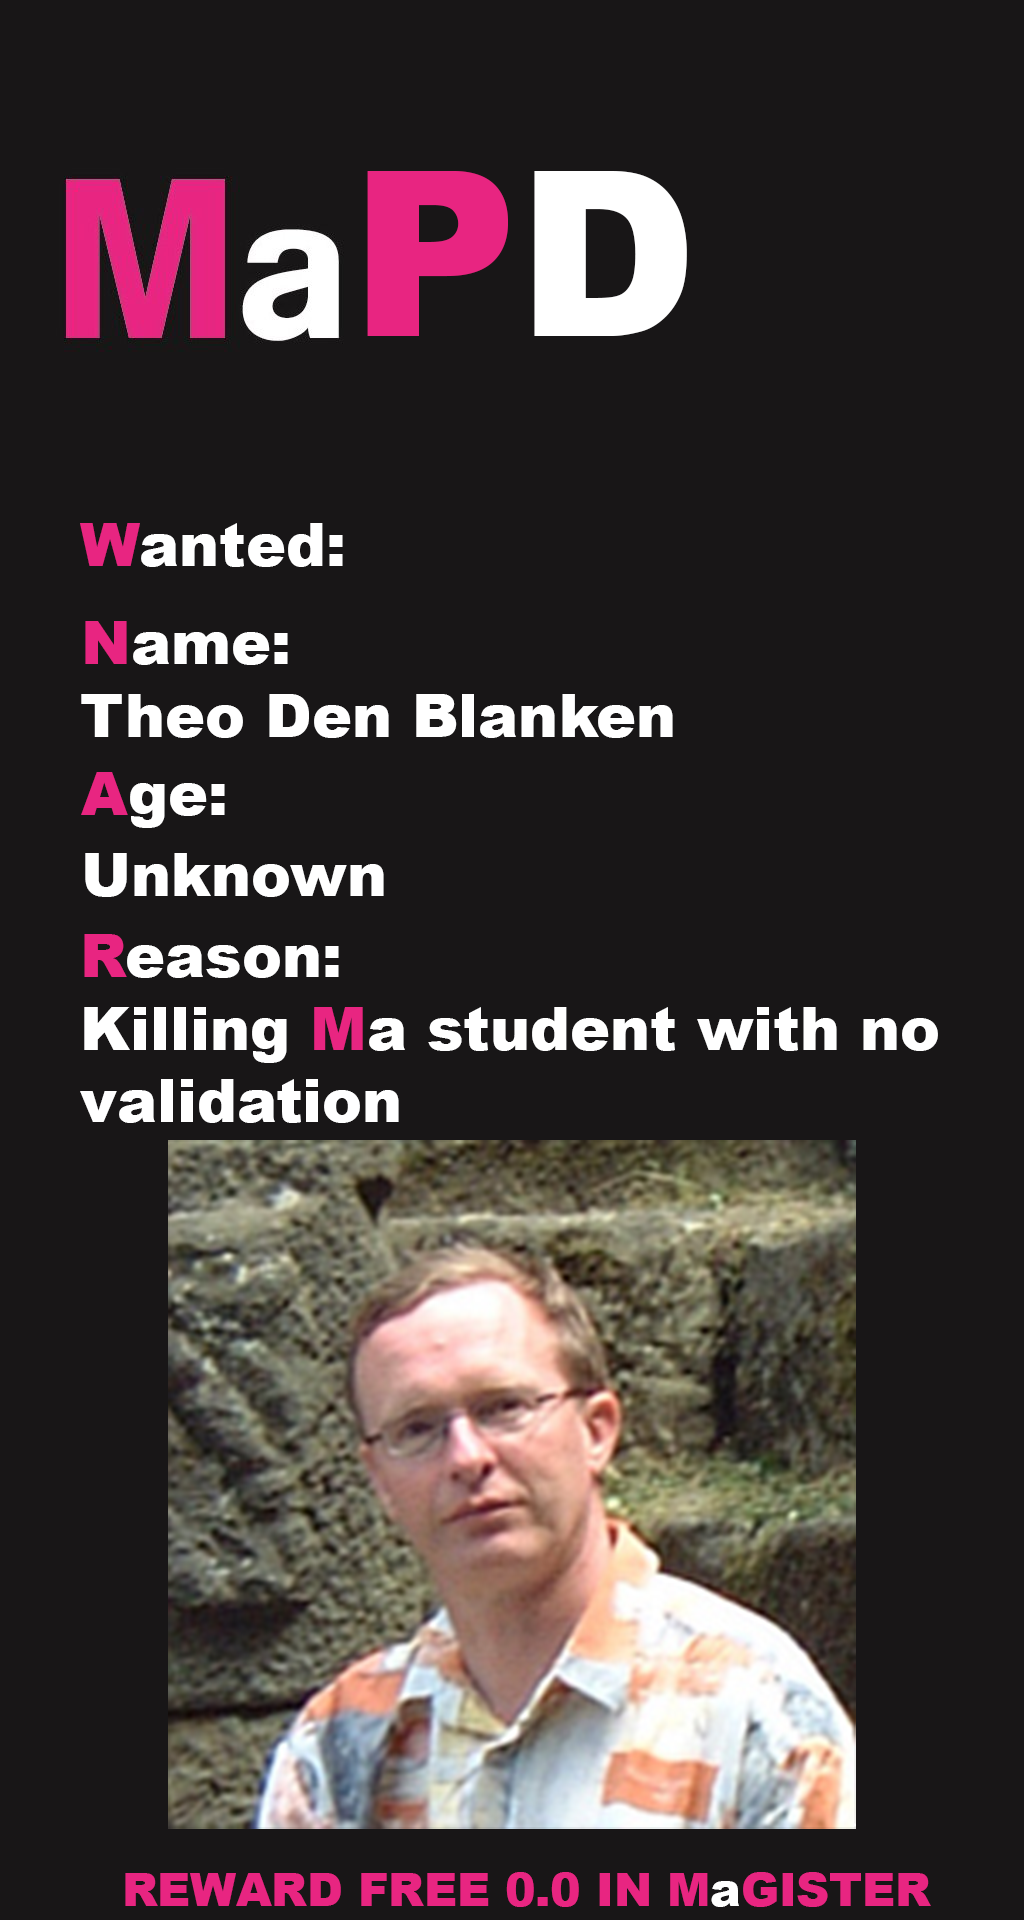 MaPD
Wanted:
Name:
Theo Den Blanken
Age:
Unknown
Reason:
Killing Ma student with no
validation
REWARD FREE 0.0 IN MaGISTER